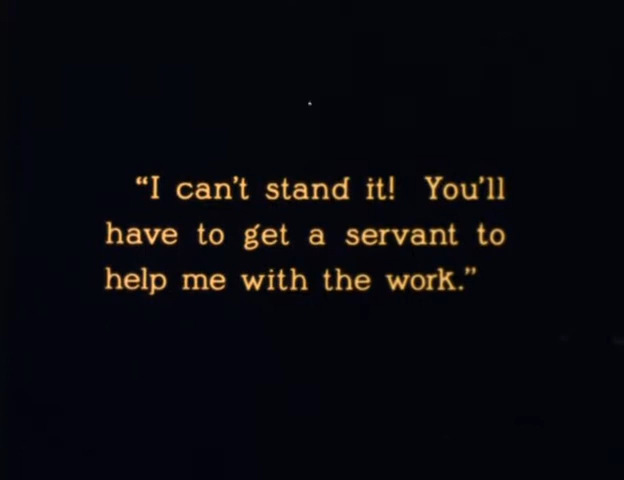 “I can’t stand it! You’ll
have to get a servant to
help me with the work.”